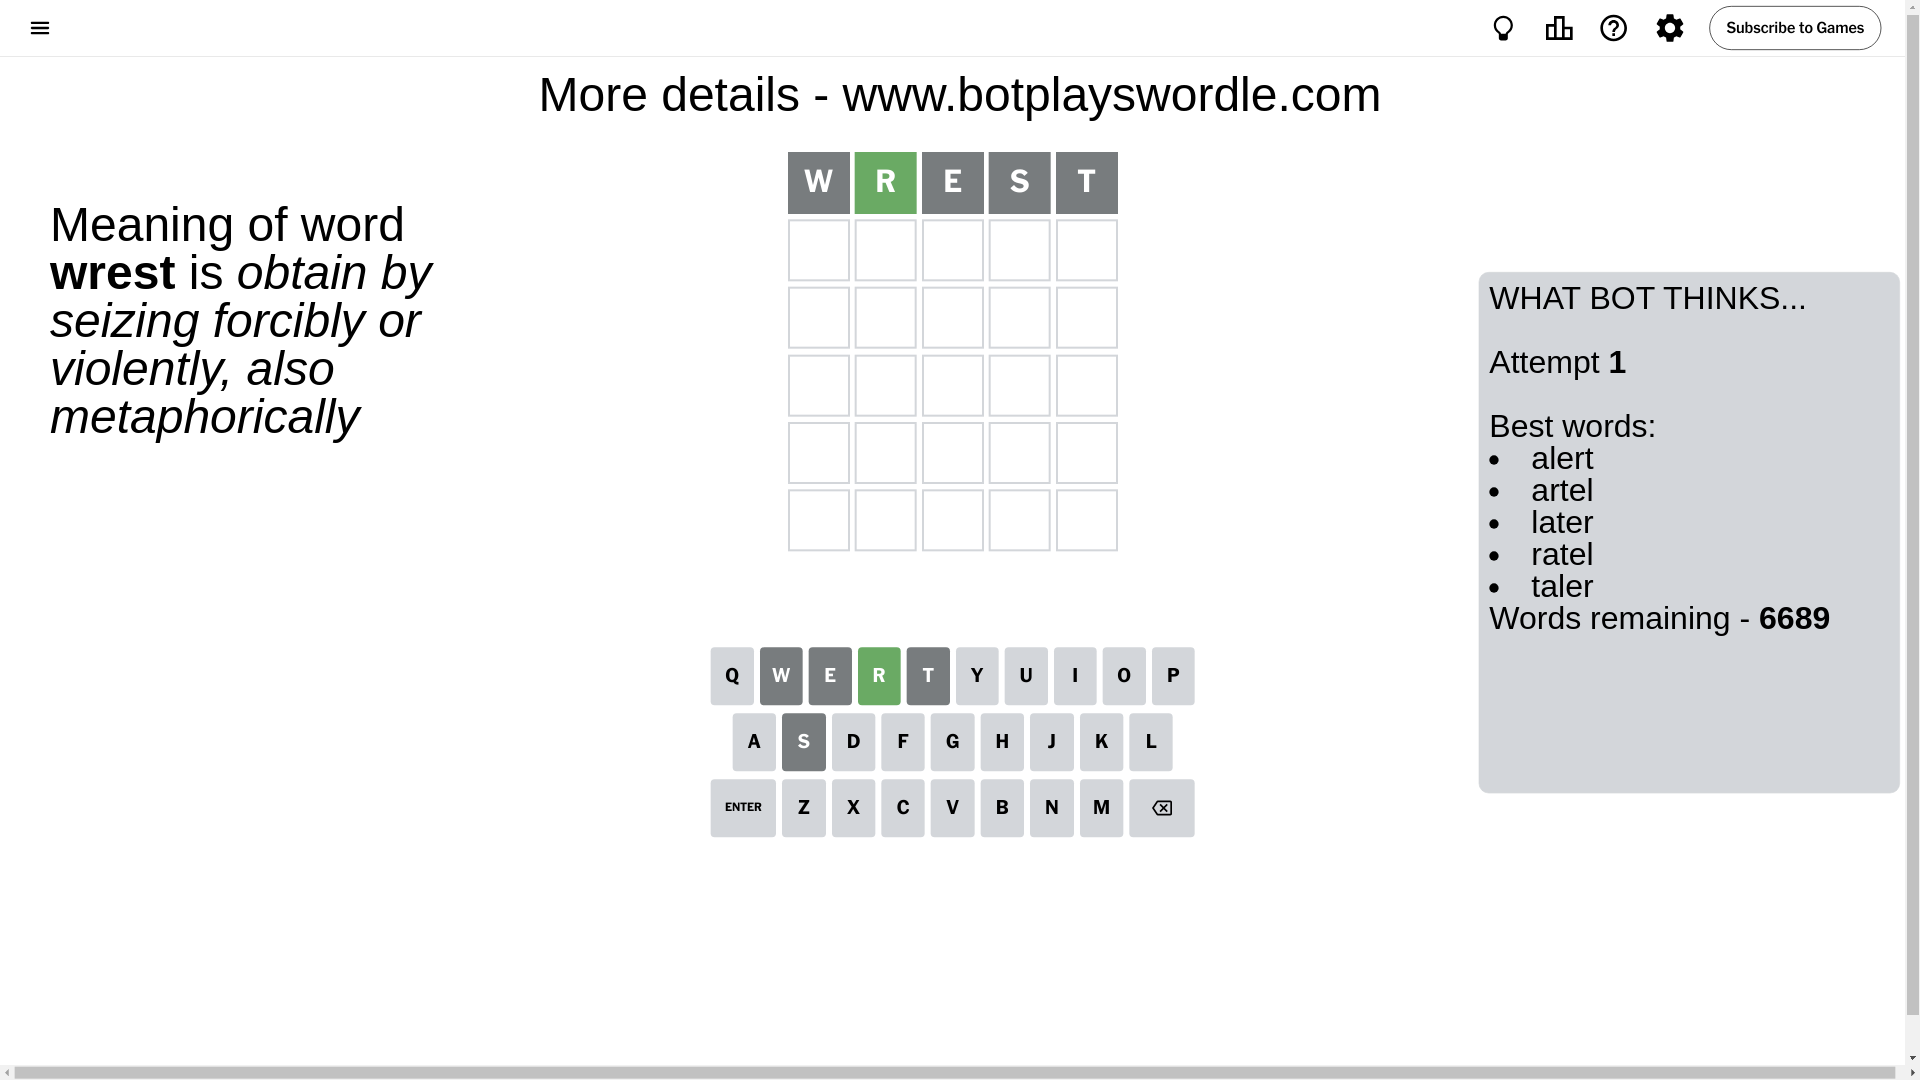 Subscribe to Games
More details - www.botplayswordle.com
W R E S T
Meaning of word
wrest is obtain by
seizing forcibly or
violently, also
metaphorically
WHAT BOT THINKS...
Attempt 1
Best words:
• alert
• artel
• later
• ratel
• taler
Words remaining - 6689
Q W E R T Y U I O P
A S D F G H J K L
ENTER Z X C V B N M